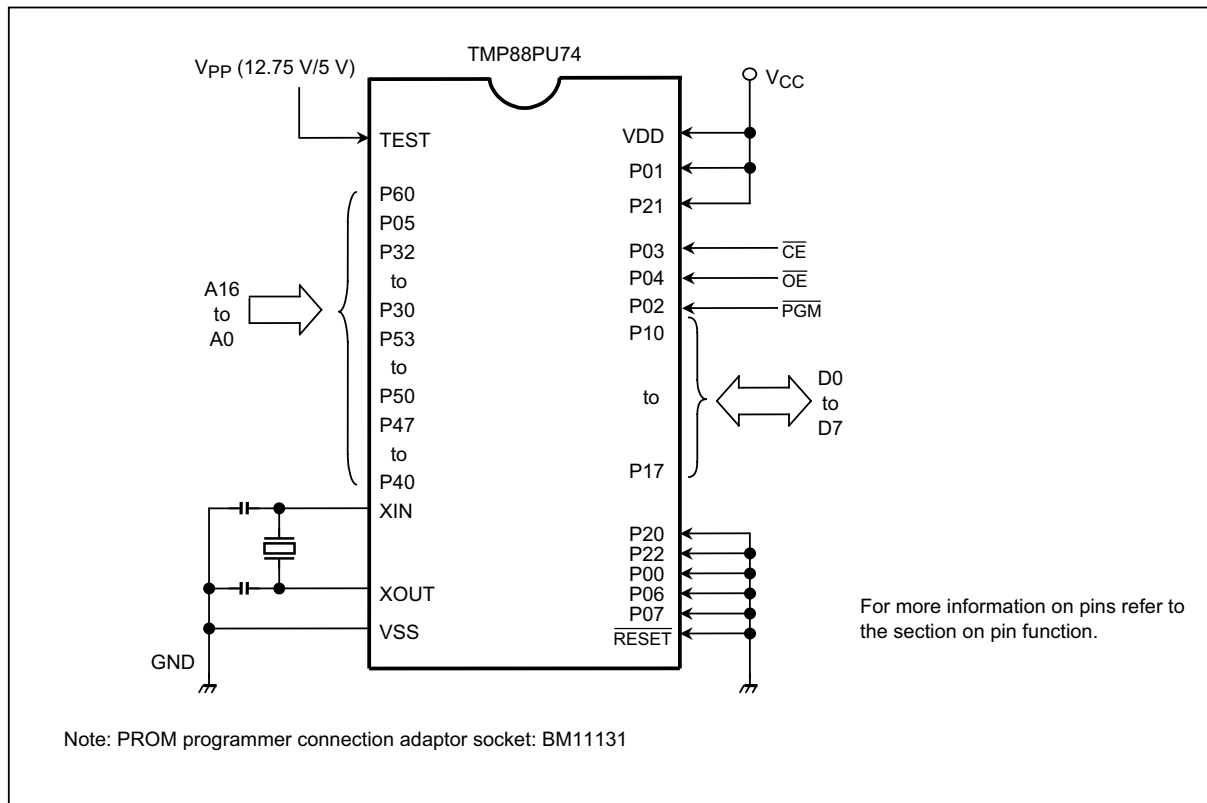 TMP88PU74
VPP (12.75 V/5 V)
VCC
TEST
P60
P05
P32
to
P30
P53
to
P50
P47
to
P40
XIN
XOUT
VSS
A16
to
A0
GND
VDD
P01
P21
P03
P04
P02
P10
to
P17
P20
P22
P00
P06
P07
RESET
CE
OE
PGM
D0
to
D7
For more information on pins refer to
the section on pin function.
Note: PROM programmer connection adaptor socket: BM11131